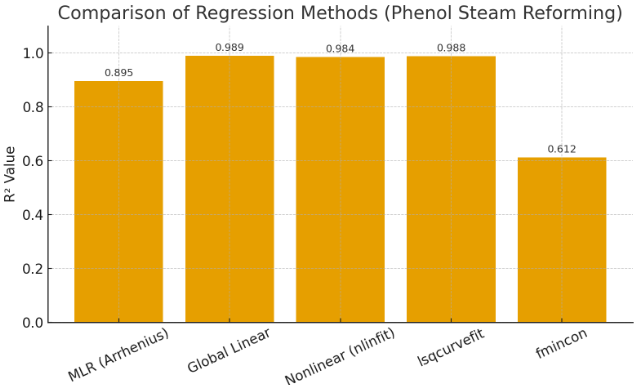 Comparison of Regression Methods (Phenol Steam Reforming)
R² Value
1.0
0.8
0.6
0.4
0.2
0.0
0.895
0.989
0.984
0.988
0.612
MLR (Arrhenius)
Global Linear
Nonlinear (nlinfit)
lsqcurvefit
fmincon